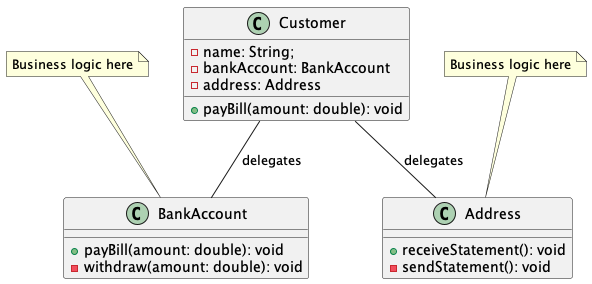 C Customer
name: String;
bankAccount: BankAccount
address: Address
payBill(amount: double): void
Business logic here
Business logic here
delegates
delegates
C BankAccount
payBill(amount: double): void
withdraw(amount: double): void
C Address
receiveStatement(): void
sendStatement(): void